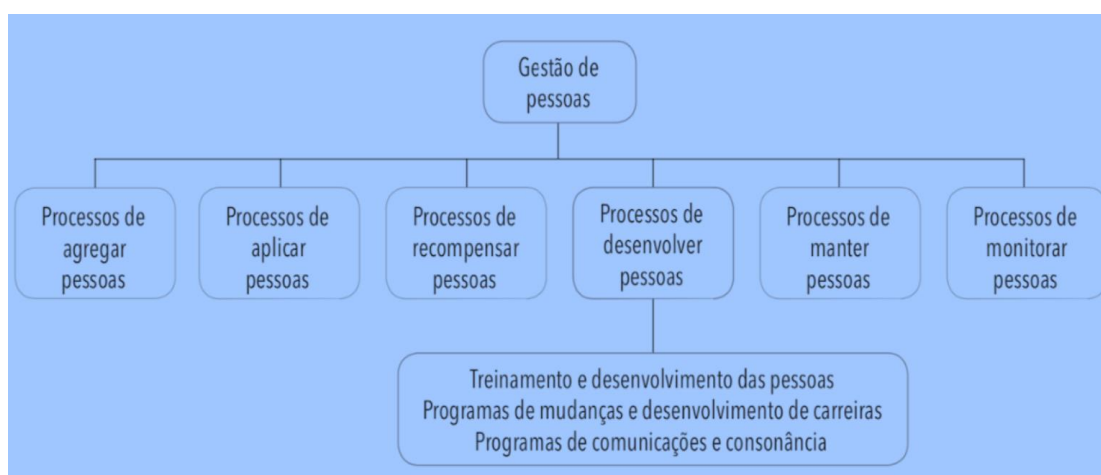 Gestão de
pessoas
Processos de
agregar
pessoas
Processos de
aplicar
pessoas
Processos de
recompensar
pessoas
Processos de
desenvolver
pessoas
Processos de
manter
pessoas
Processos de
monitorar
pessoas
Treinamento e desenvolvimento das pessoas
Programas de mudanças e desenvolvimento de carreiras
Programas de comunicações e consonância